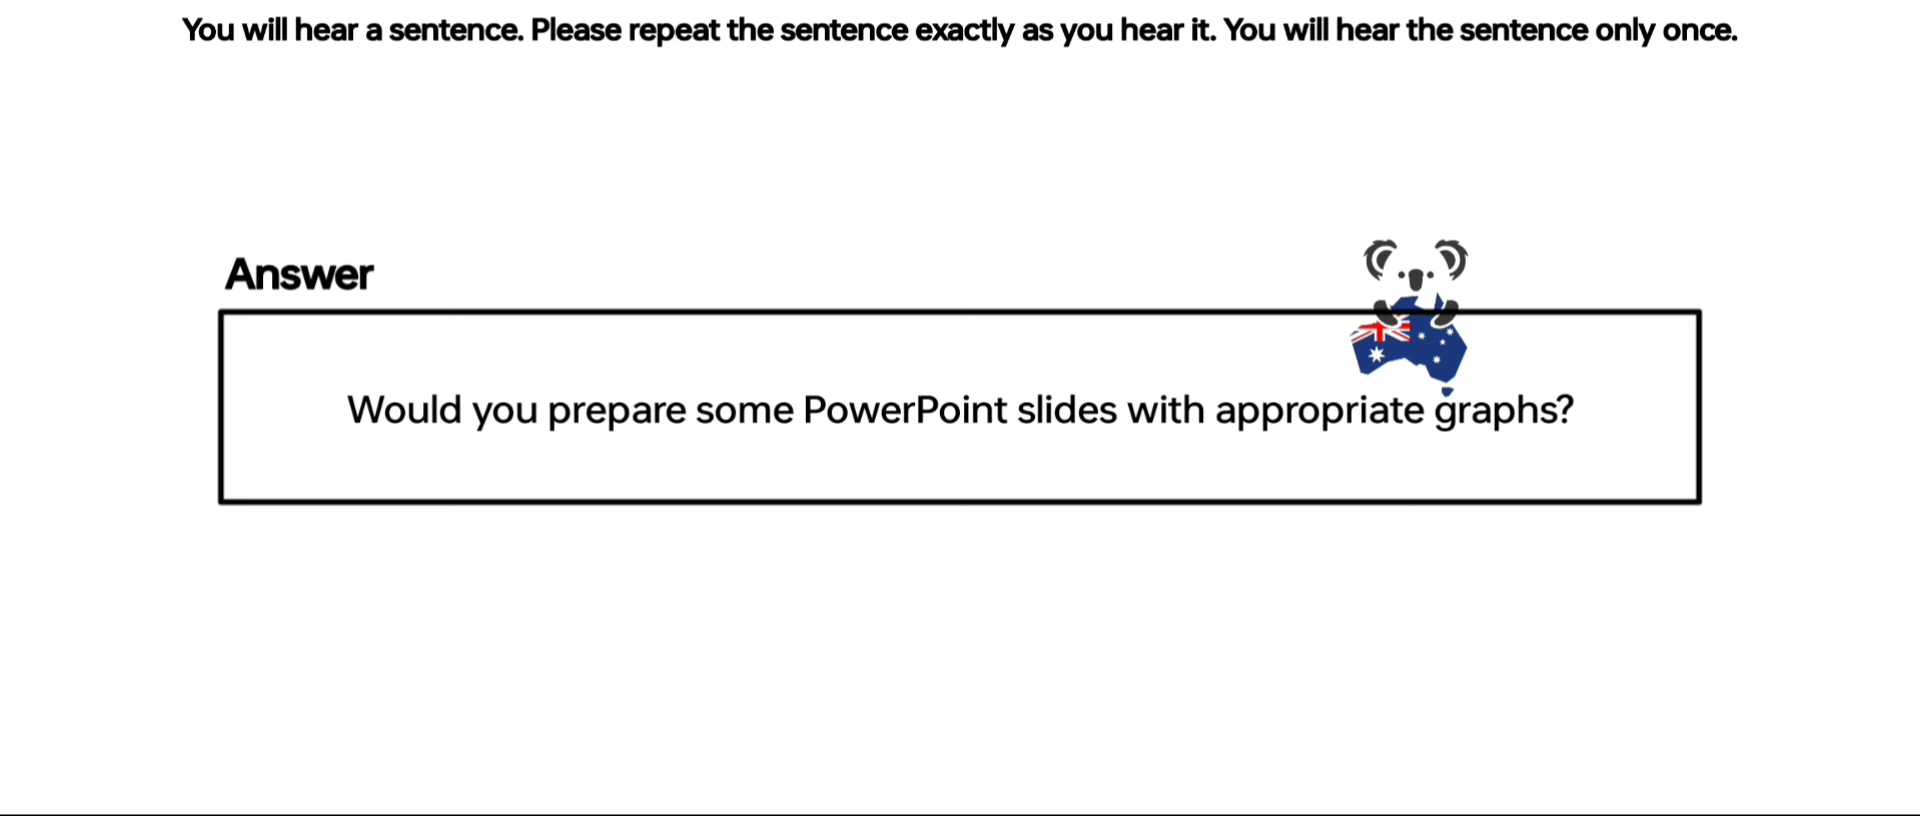 You will hear a sentence. Please repeat the sentence exactly as you hear it. You will hear the sentence only once.
Answer
Would you prepare some PowerPoint slides with appropriate graphs?